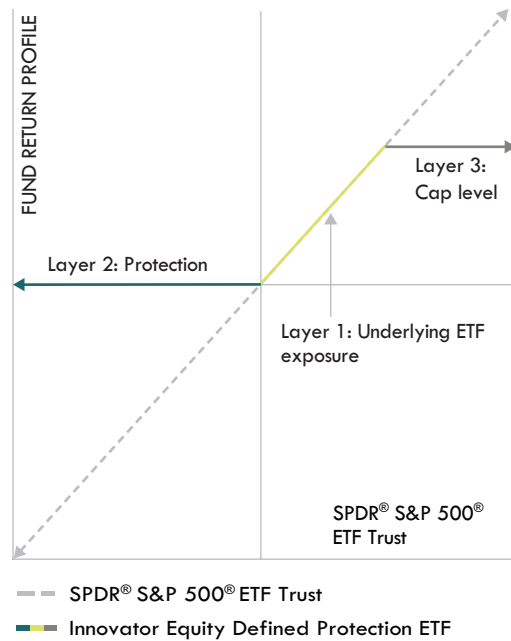 FUND RETURN PROFILE
Layer 3:
Cap level
Layer 2: Protection
Layer 1: Underlying ETF
exposure
SPDR® S&P 500®
ETF Trust
SPDR® S&P 500® ETF Trust
Innovator Equity Defined Protection ETF